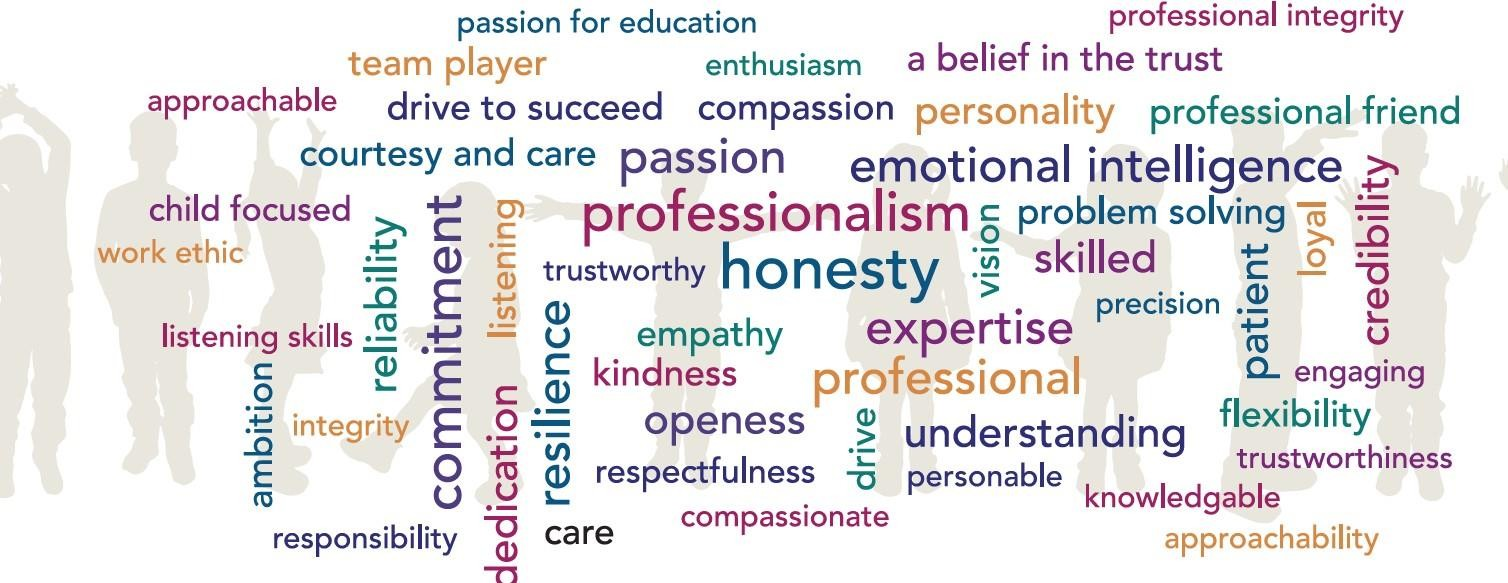 passion for education
professional integrity
team player
enthusiasm
a belief in the trust
approachable
drive to succeed
compassion
personality
professional friend
courtesy and care
passion
emotional intelligence
child focused
work ethic
reliability
commitment
listening
professionalism
vision
problem solving
loyal
credibility
trustworthy
honesty
skilled
patient
precision
listening skills
resilience
empathy
expertise
kindness
professional
engaging
ambition
integrity
dedication
openess
drive
understanding
flexibility
respectfulness
personable
trustworthiness
knowledgable
compassionate
responsibility
care
approachability